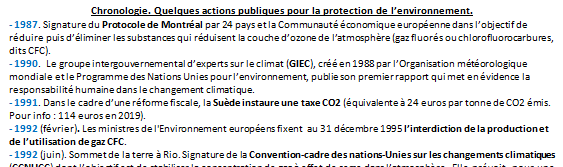 Chronologie. Quelques actions publiques pour la protection de l'environnement.
- 1987. Signature du Protocole de Montréal par 24 pays et la Communauté économique européenne dans l'objectif de
réduire puis d'éliminer les substances qui réduisent la couche d'ozone de l'atmosphère (gaz fluorés ou chlorofluorocarbures,
dits CFC).
- 1990. Le groupe intergouvernemental d'experts sur le climat (GIEC), créé en 1988 par l'Organisation météorologique
mondiale et le Programme des Nations Unies pour l'environnement, publie son premier rapport qui met en évidence la
responsabilité humaine dans le changement climatique.
- 1991. Dans le cadre d'une réforme fiscale, la Suède instaure une taxe CO2 (équivalente à 24 euros par tonne de CO2 émis.
Pour info : 114 euros en 2019).
- 1992 (février). Les ministres de l'Environnement européens fixent au 31 décembre 1995 l'interdiction de la production et
de l'utilisation de gaz CFC.
- 1992 (juin). Sommet de la terre à Rio. Signature de la Convention-cadre des nations-Unies sur les changements climatiques